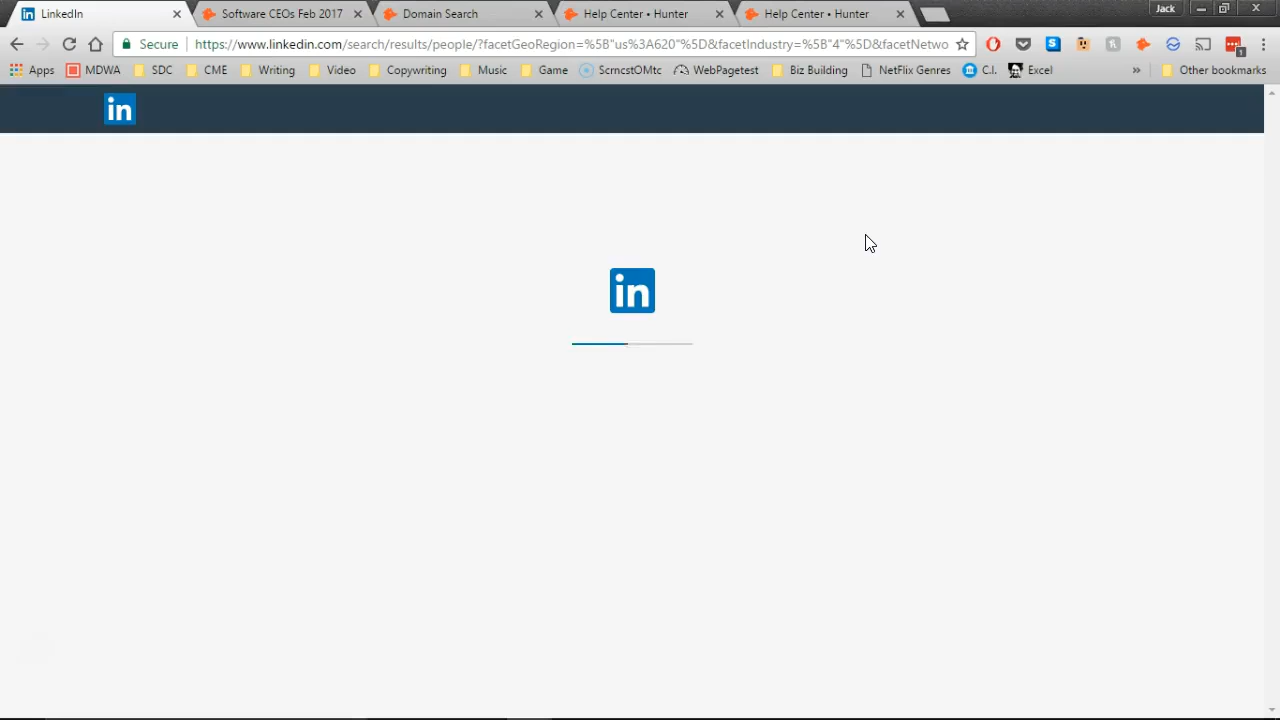 LinkedIn
Software CEOs Feb 2017
Domain Search
Help Center • Hunter
Help Center • Hunter
Jack
Secure
https://www.linkedin.com/search/results/people/?facetGeoRegion=%5B"us%3A620"%5D&facetIndustry=%5B"4"%5D&facetNetwo
1
Apps
MDWA
SDC
CME
Writing
Video
Copywriting
Music
Game
ScrncstOMtc
WebPagetest
Biz Building
NetFlix Genres
C.I.
Excel
»
Other bookmarks
in
in